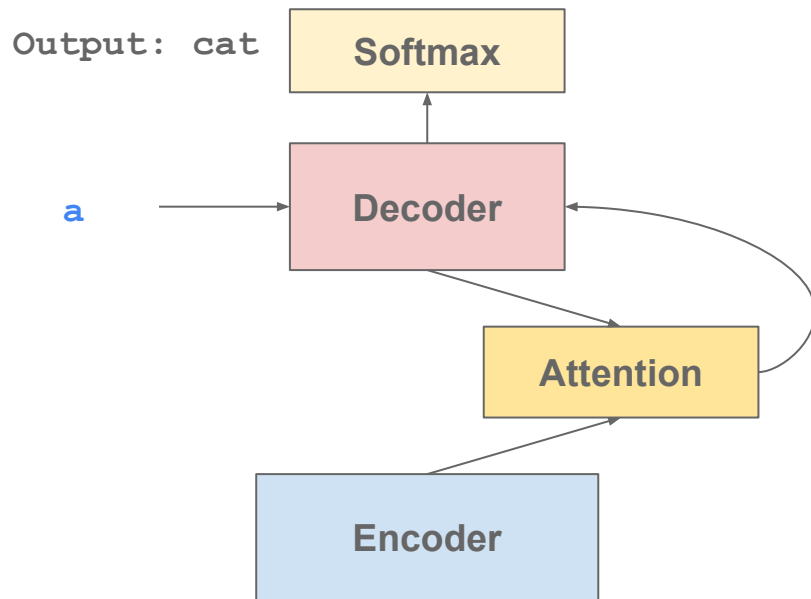 Output: cat
Softmax
a
Decoder
Attention
Encoder